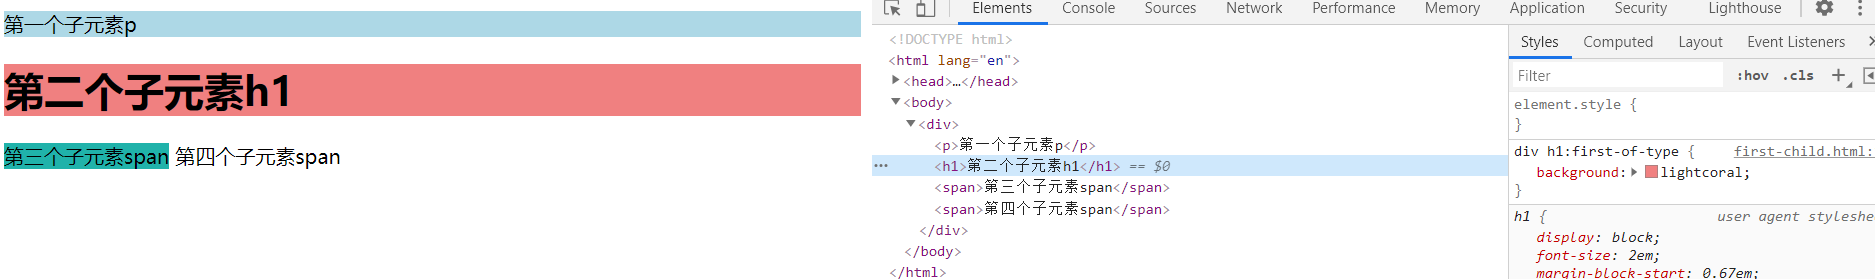 第一个子元素p
第二个子元素h1
第三个子元素span 第四个子元素span
Elements Console Sources Network Performance Memory Application Security Lighthouse
<!DOCTYPE html>
<html lang="en">
<head>…</head>
<body>
<div>
<p>第一个子元素p</p>
<h1>第二个子元素h1</h1> == $0
<span>第三个子元素span</span>
<span>第四个子元素span</span>
</div>
</body>
</html>
Styles Computed Layout Event Listeners
Filter :hov .cls
element.style {
}
div h1:first-of-type { first-child.html:
background: lightcoral;
}
h1 { user agent styleshe
display: block;
font-size: 2em;
margin-block-start: 0.67em;